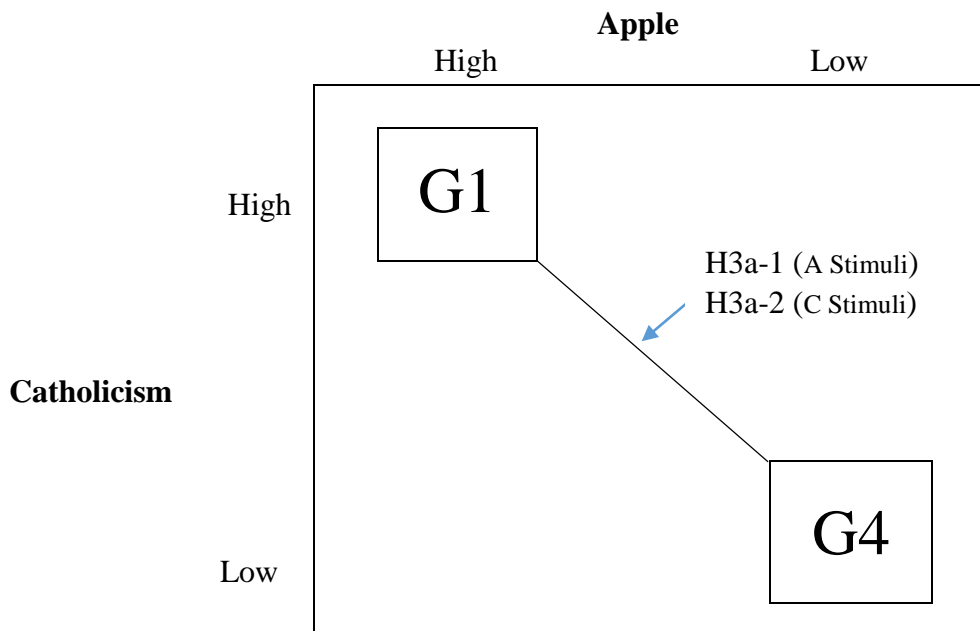 Apple
High Low
G1
High
H3a-1 (A Stimuli)
H3a-2 (C Stimuli)
Catholicism
G4
Low